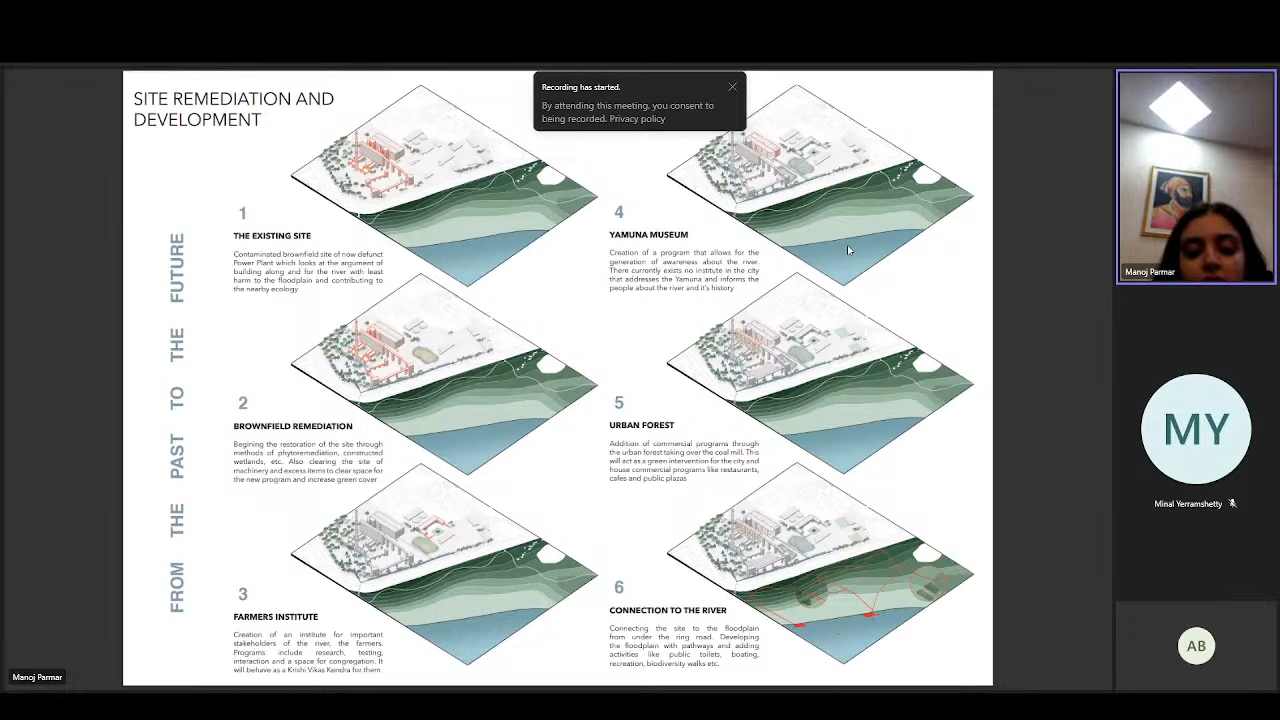 SITE REMEDIATION AND
DEVELOPMENT
Recording has started.
By attending this meeting, you consent to
being recorded. Privacy policy
FROM THE PAST TO THE FUTURE
1
THE EXISTING SITE
Contaminated brownfield site of now defunct
Power Plant which looks at the argument of
building along and for the river with least
harm to the floodplain and contributing to
the nearby ecology
2
BROWNFIELD REMEDIATION
Begining the restoration of the site through
methods of phytoremediation, constructed
wetlands, etc. Also clearing the site of
machinery and excess items to clear space for
the new program and increase green cover
3
FARMERS INSTITUTE
Creation of an institute for important
stakeholders of the river, the farmers.
Programs include research, testing,
interaction and a space for congregation. It
will behave as a Krishi Vikas Kendra for them
4
YAMUNA MUSEUM
Creation of a program that allows for the
generation of awareness about the river.
There currently exists no institute in the city
that addresses the Yamuna and informs the
people about the river and it's history
5
URBAN FOREST
Addition of commercial programs through
the urban forest taking over the coal mill. This
will act as a green intervention for the city and
house commercial programs like restaurants,
cafes and public plazas
6
CONNECTION TO THE RIVER
Connecting the site to the floodplain
from under the ring road. Developing
the floodplain with pathways and adding
activities like public toilets, boating,
recreation, biodiversity walks etc.
Manoj Parmar
MY
Minal Yerramshetty
AB
Manoj Parmar